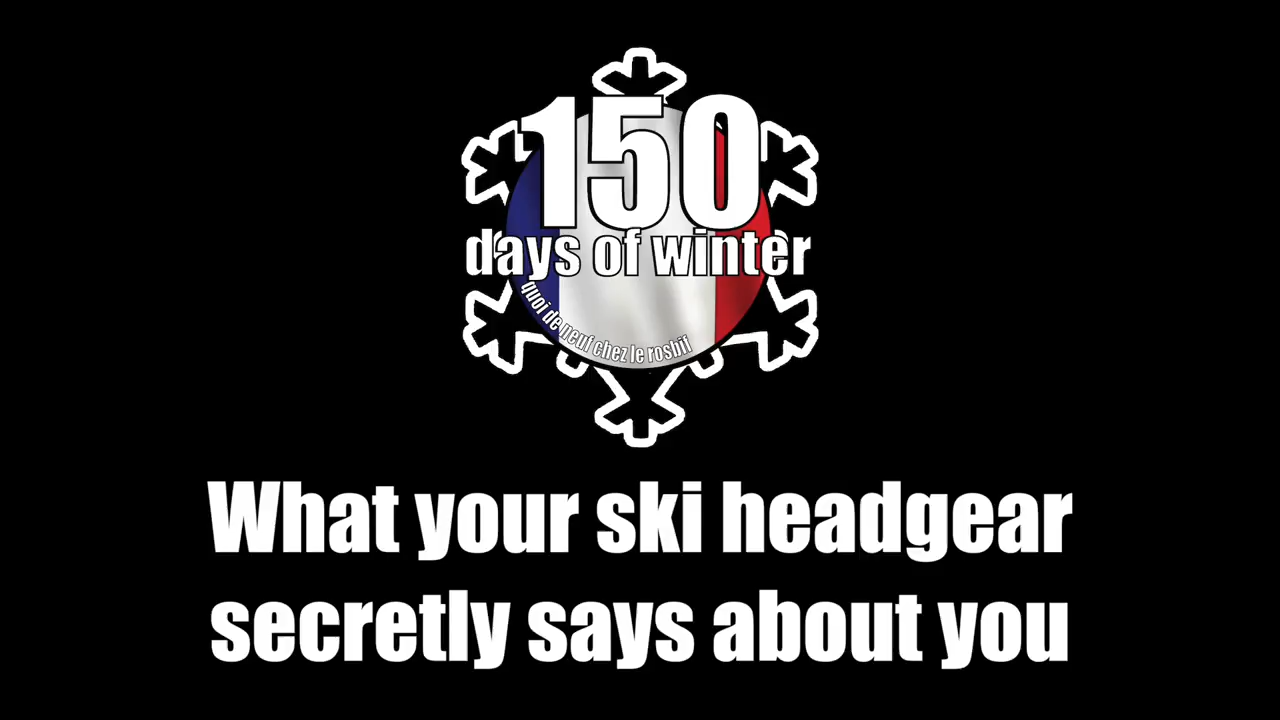 150
days of winter
quoi de neuf chez le rosbif
What your ski headgear
secretly says about you